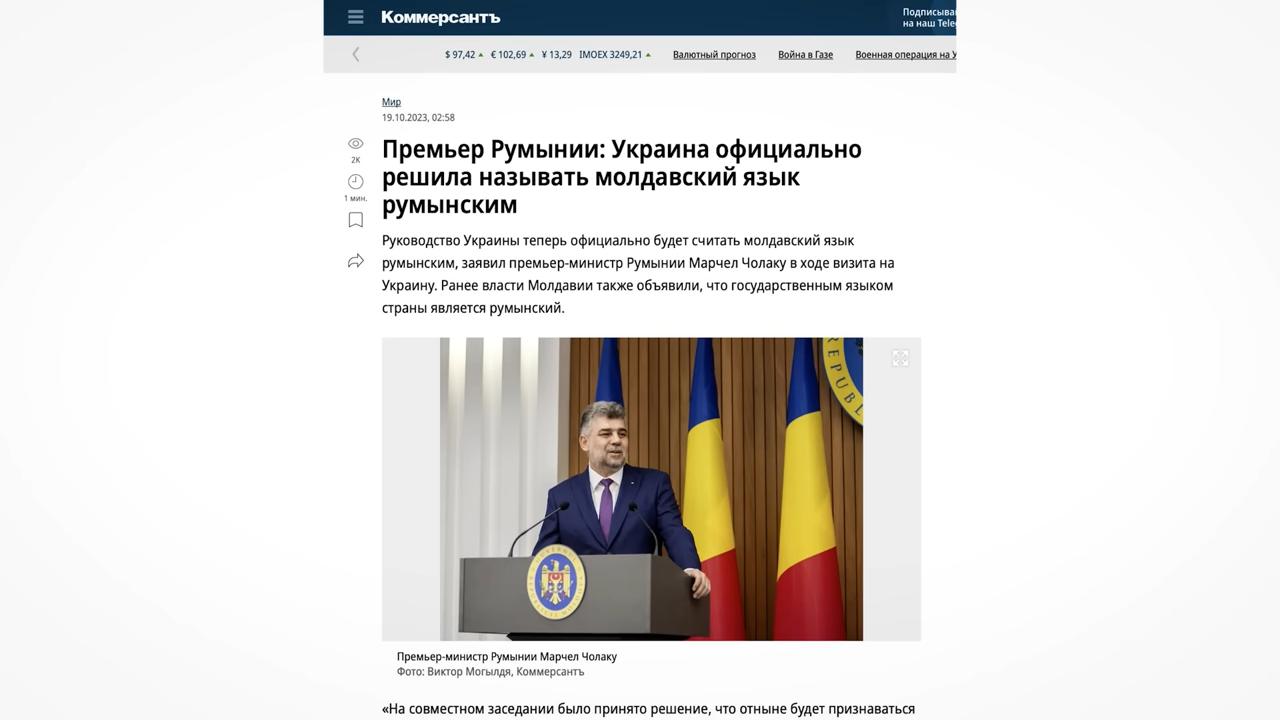 Коммерсантъ
Подписыва
на наш Tele
$ 97,42 € 102,69 ¥ 13,29 IMOEX 3249,21 Валютный прогноз Война в Газе Военная операция на У
Мир
19.10.2023, 02:58
2K
1 мин.
Премьер Румынии: Украина официально
решила называть молдавский язык
румынским
Руководство Украины теперь официально будет считать молдавский язык
румынским, заявил премьер-министр Румынии Марчел Чолаку в ходе визита на
Украину. Ранее власти Молдавии также объявили, что государственным языком
страны является румынский.
Премьер-министр Румынии Марчел Чолаку
Фото: Виктор Могылдя, Коммерсантъ
«На совместном заседании было принято решение, что отныне будет признаваться